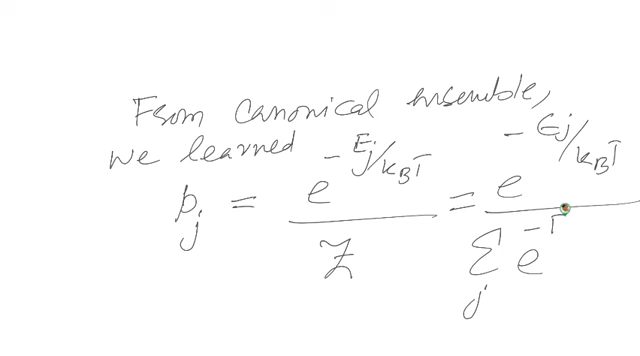 From canonical ensemble,
we learned
p_j = e^{-E_j/k_BT} / Z = e^{-E_j/k_BT} / Σ_j e^{-